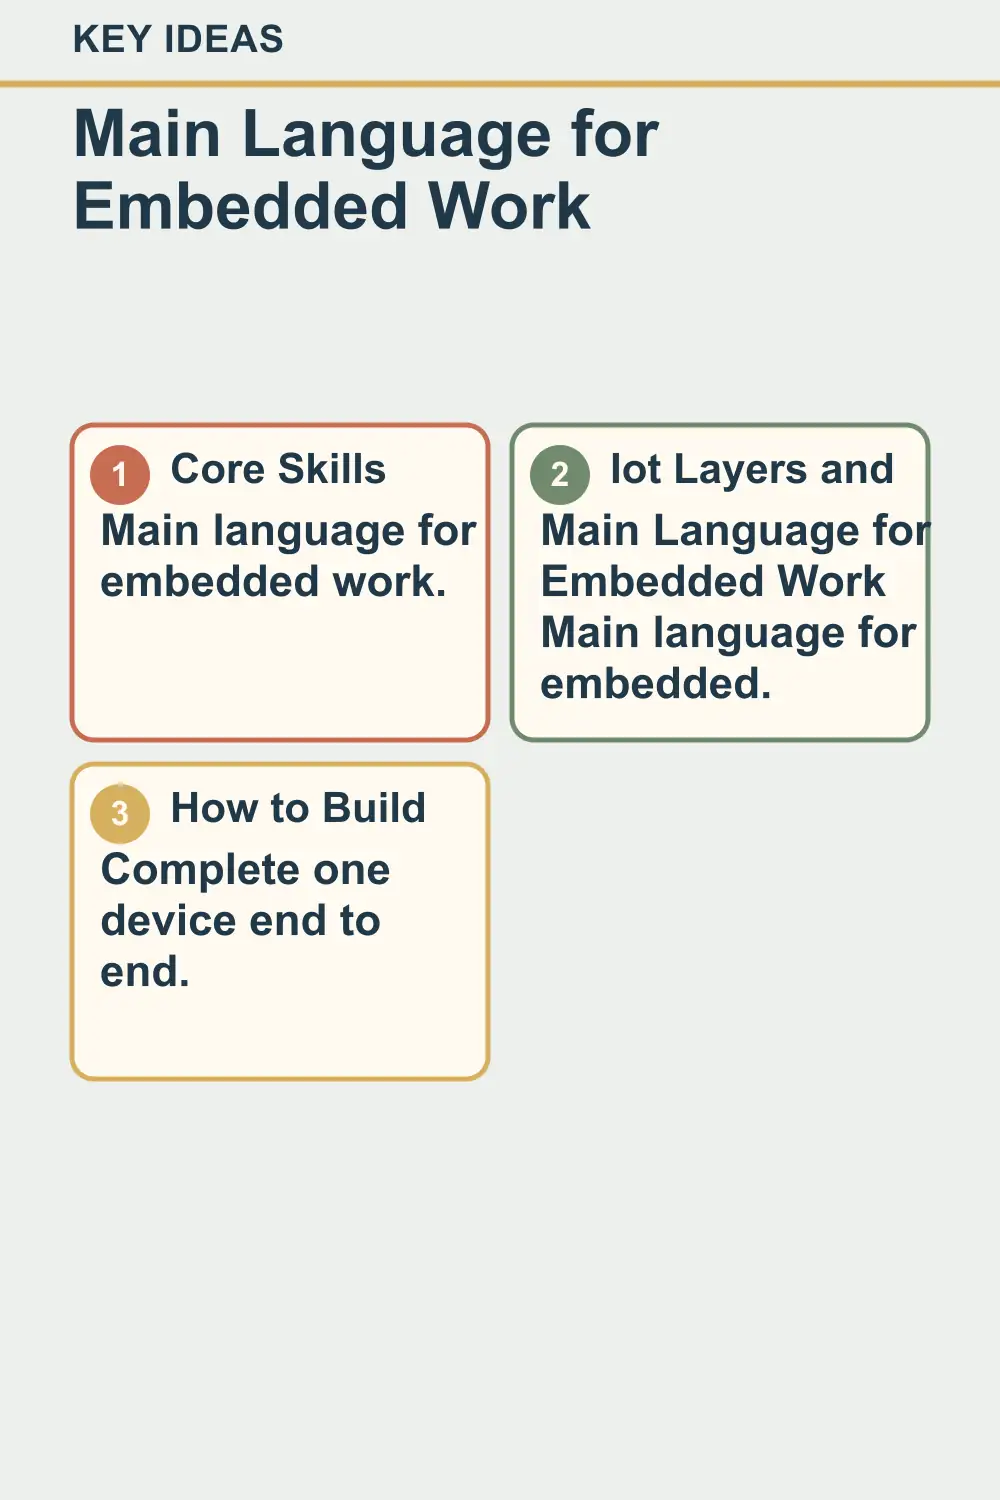 KEY IDEAS
Main Language for
Embedded Work
1
Core Skills
Main language for
embedded work.
2
Iot Layers and
Main Language for
Embedded Work
Main language for
embedded.
3
How to Build
Complete one
device end to
end.